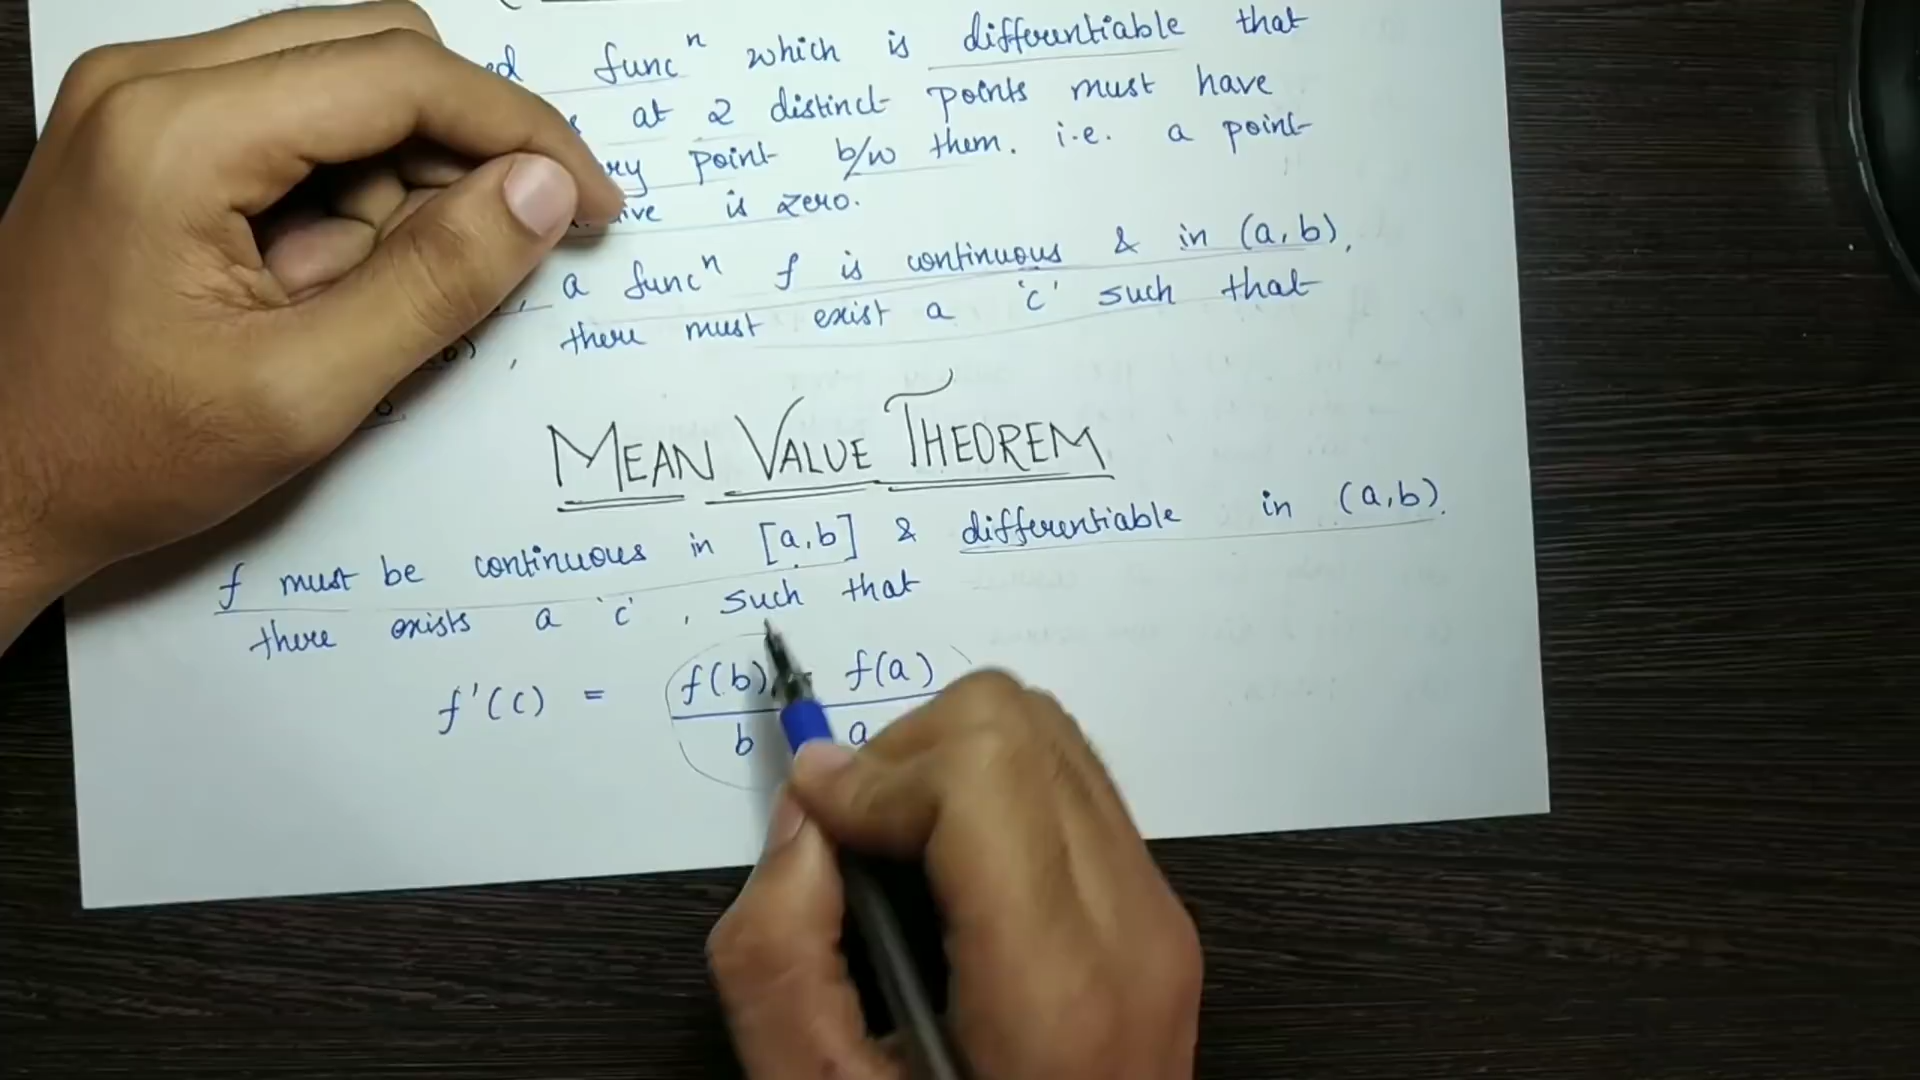 func^n which is differentiable that
at 2 distinct points must have
point b/w them. i.e. a point
is zero.
, a func^n f is continuous & in (a,b),
, there must exist a 'c' such that
MEAN VALUE THEOREM
f must be continuous in [a,b] & differentiable in (a,b).
there exists a 'c', such that
f'(c) = f(b) - f(a)
b a